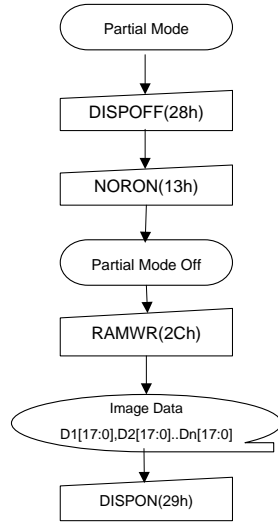 Partial Mode
DISPOFF(28h)
NORON(13h)
Partial Mode Off
RAMWR(2Ch)
Image Data
D1[17:0],D2[17:0]..Dn[17:0]
DISPON(29h)